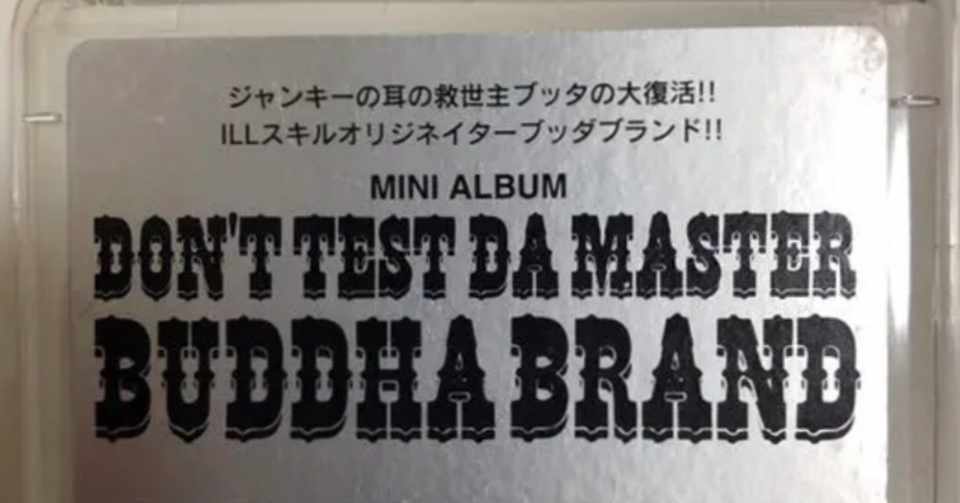 ジャンキーの耳の救世主ブッタの大復活!!
ILLスキルオリジネイターブッダブランド!!
MINI ALBUM
DON'T TEST DA MASTER
BUDDHA BRAND